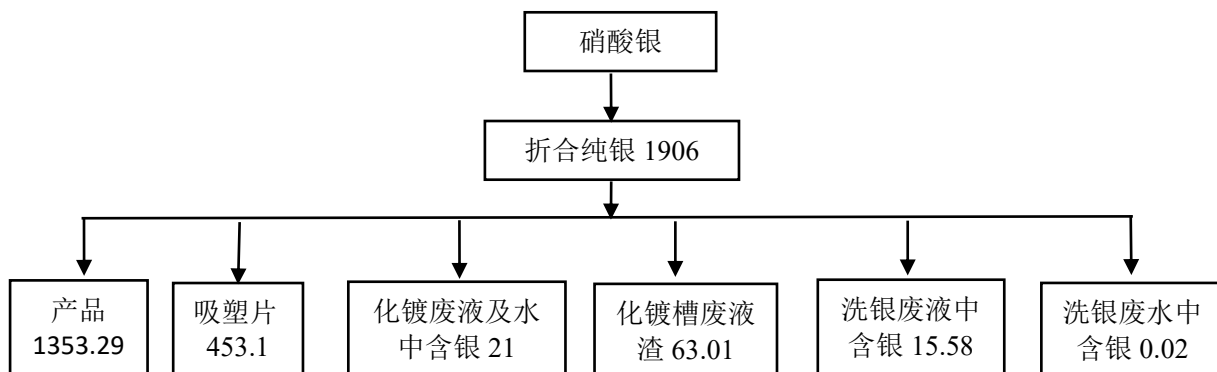 硝酸银
折合纯银 1906
产品
1353.29
吸塑片
453.1
化镀废液及水
中含银 21
化镀槽废液
渣 63.01
洗银废液中
含银 15.58
洗银废水中
含银 0.02